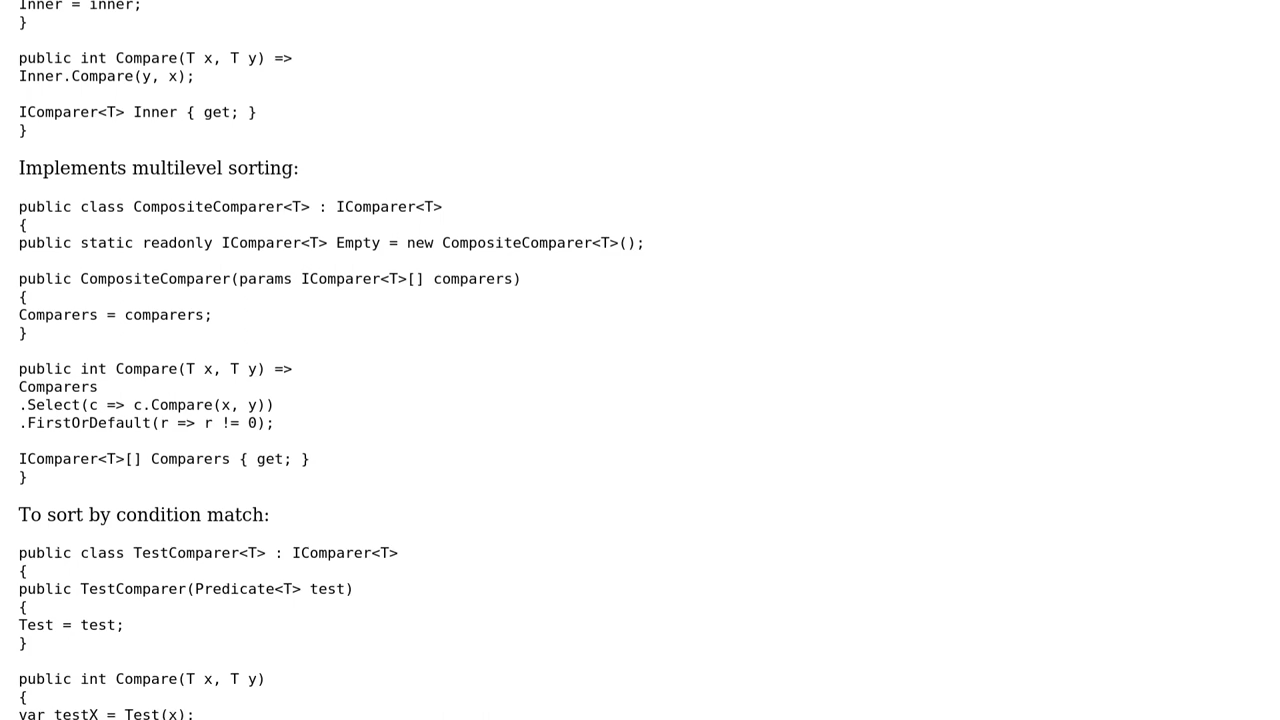 Inner = inner;
}
public int Compare(T x, T y) =>
Inner.Compare(y, x);
IComparer<T> Inner { get; }
}
Implements multilevel sorting:
public class CompositeComparer<T> : IComparer<T>
{
public static readonly IComparer<T> Empty = new CompositeComparer<T>();
public CompositeComparer(params IComparer<T>[] comparers)
{
Comparers = comparers;
}
public int Compare(T x, T y) =>
Comparers
.Select(c => c.Compare(x, y))
.FirstOrDefault(r => r != 0);
IComparer<T>[] Comparers { get; }
}
To sort by condition match:
public class TestComparer<T> : IComparer<T>
{
public TestComparer(Predicate<T> test)
{
Test = test;
}
public int Compare(T x, T y)
{
var testX = Test(x);